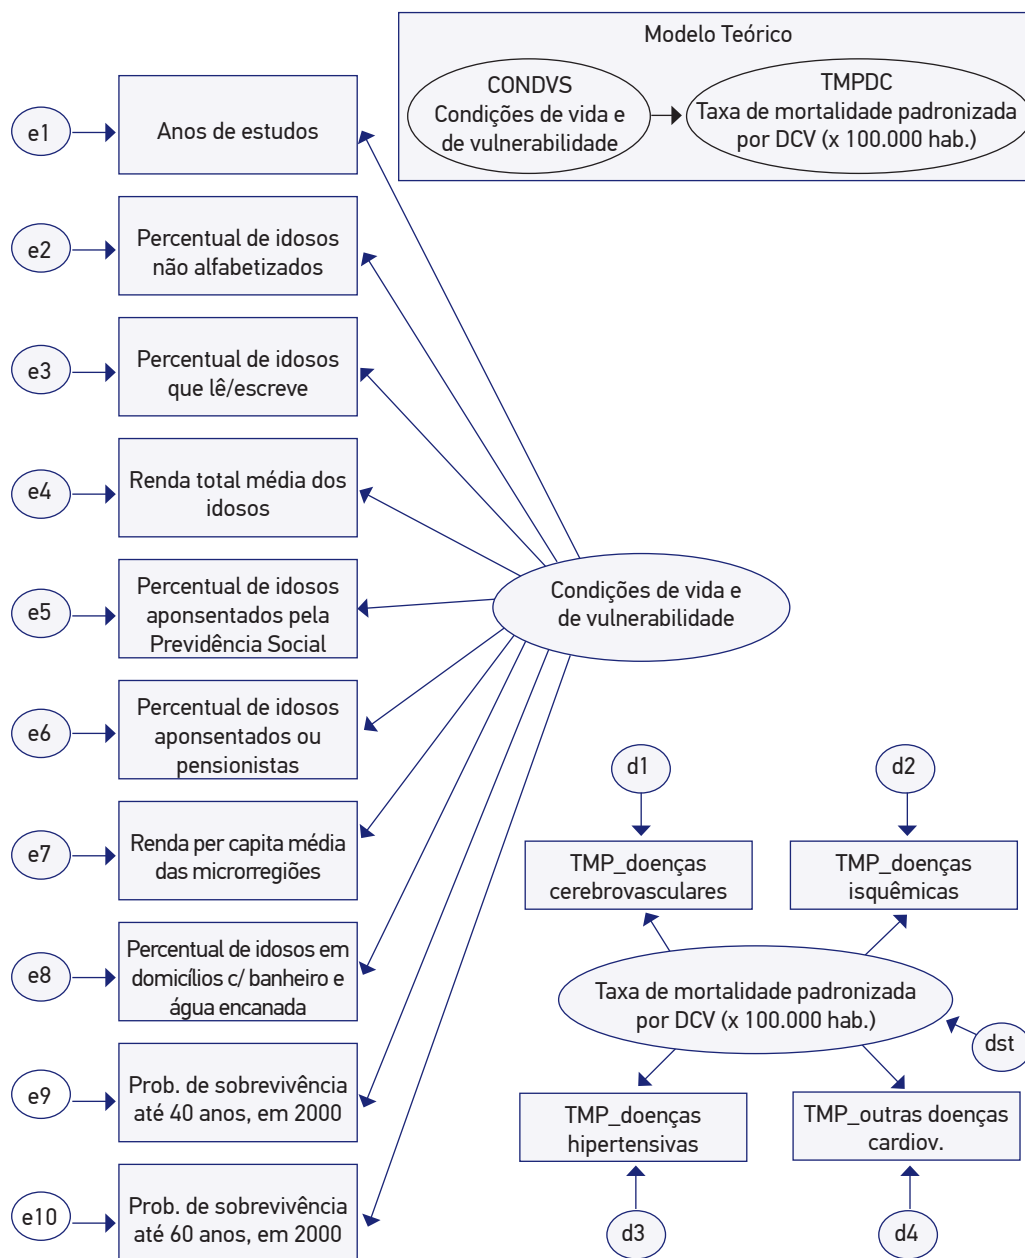 Modelo Teórico
CONDVS
Condições de vida e
de vulnerabilidade
TMPDC
Taxa de mortalidade padronizada
por DCV (x 100.000 hab.)
e1
Anos de estudos
e2
Percentual de idosos
não alfabetizados
e3
Percentual de idosos
que lê/escreve
e4
Renda total média dos
idosos
e5
Percentual de idosos
aponsentados pela
Previdência Social
e6
Percentual de idosos
aponsentados ou
pensionistas
e7
Renda per capita média
das microrregiões
e8
Percentual de idosos em
domicílios c/ banheiro e
água encanada
e9
Prob. de sobrevivência
até 40 anos, em 2000
e10
Prob. de sobrevivência
até 60 anos, em 2000
Condições de vida e
de vulnerabilidade
d1
d2
TMP_doenças
cerebrovasculares
TMP_doenças
isquêmicas
Taxa de mortalidade padronizada
por DCV (x 100.000 hab.)
dst
TMP_doenças
hipertensivas
TMP_outras doenças
cardiov.
d3
d4